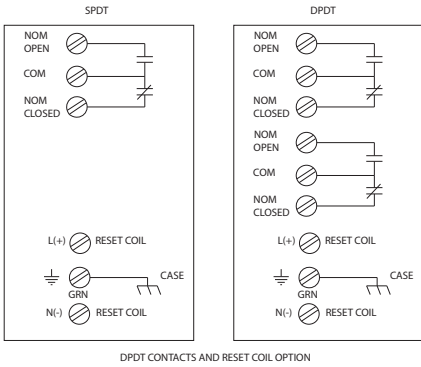 SPDT
NOM
OPEN
COM
NOM
CLOSED
L(+) RESET COIL
CASE
GRN
N(-) RESET COIL
DPDT
NOM
OPEN
COM
NOM
CLOSED
NOM
OPEN
COM
NOM
CLOSED
L(+) RESET COIL
CASE
GRN
N(-) RESET COIL
DPDT CONTACTS AND RESET COIL OPTION